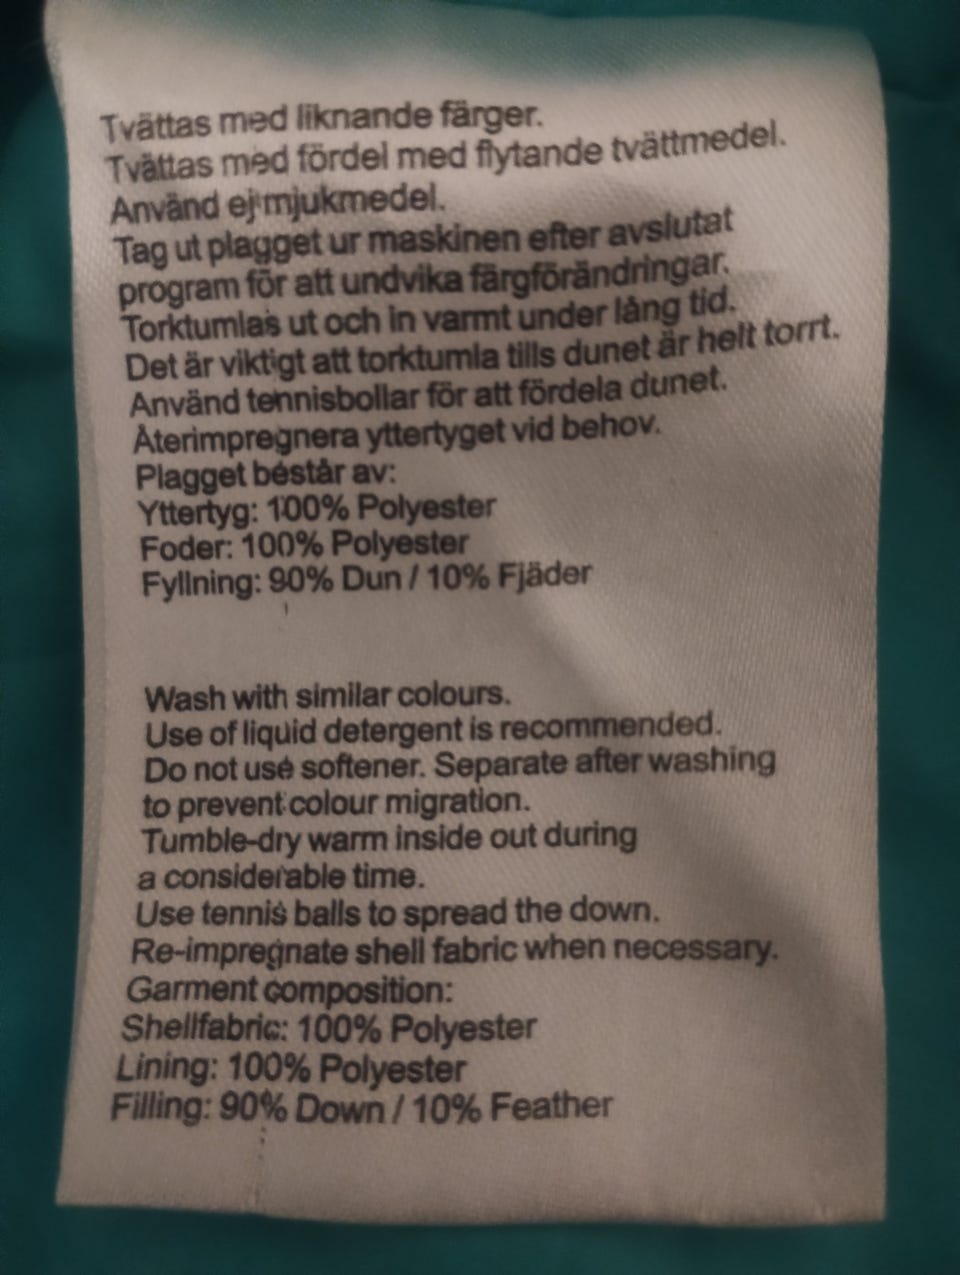 Tvättas med liknande färger.
Tvättas med fördel med flytande tvättmedel.
Använd ej mjukmedel.
Tag ut plagget ur maskinen efter avslutat
program för att undvika färgförändringar.
Torktumlas ut och in varmt under lång tid.
Det är viktigt att torktumla tills dunet är helt torrt.
Använd tennisbollar för att fördela dunet.
Återimpregnera yttertyget vid behov.
Plagget består av:
Yttertyg: 100% Polyester
Foder: 100% Polyester
Fyllning: 90% Dun / 10% Fjäder
Wash with similar colours.
Use of liquid detergent is recommended.
Do not use softener. Separate after washing
to prevent colour migration.
Tumble-dry warm inside out during
a considerable time.
Use tennis balls to spread the down.
Re-impregnate shell fabric when necessary.
Garment composition:
Shellfabric: 100% Polyester
Lining: 100% Polyester
Filling: 90% Down / 10% Feather